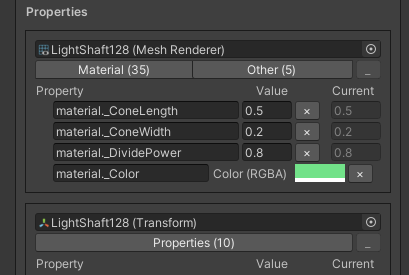 Properties
LightShaft128 (Mesh Renderer)
Material (35) Other (5) _
Property Value Current
material._ConeLength 0.5 × 0.5
material._ConeWidth 0.2 × 0.2
material._DividePower 0.8 × 0.8
material._Color Color (RGBA) ×
LightShaft128 (Transform)
Properties (10) _
Property Value Current